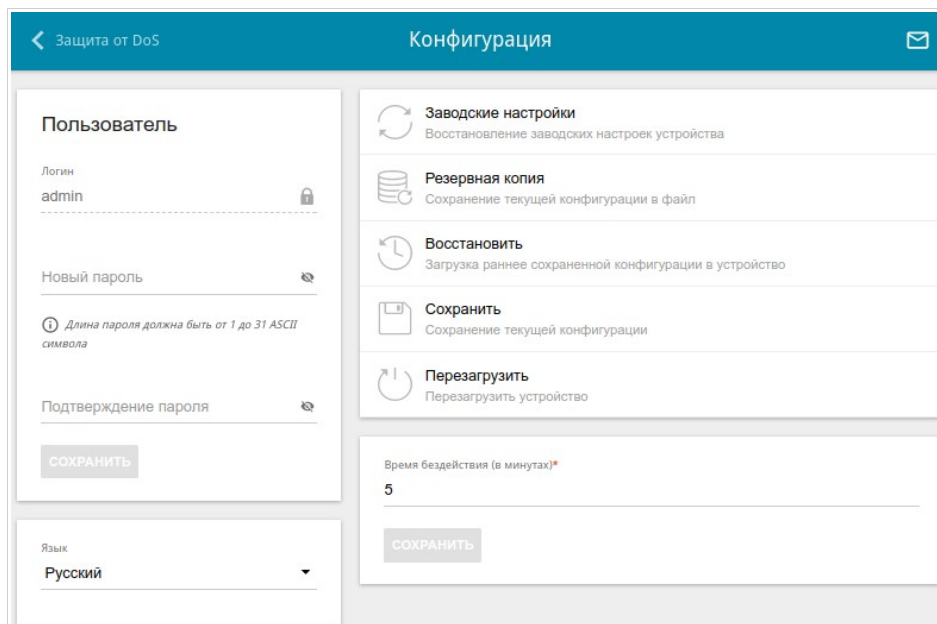 Защита от DoS
Конфигурация
Пользователь
Логин
admin
Новый пароль
Длина пароля должна быть от 1 до 31 ASCII
символа
Подтверждение пароля
СОХРАНИТЬ
Язык
Русский
Заводские настройки
Восстановление заводских настроек устройства
Резервная копия
Сохранение текущей конфигурации в файл
Восстановить
Загрузка раннее сохраненной конфигурации в устройство
Сохранить
Сохранение текущей конфигурации
Перезагрузить
Перезагрузить устройство
Время бездействия (в минутах)*
5
СОХРАНИТЬ